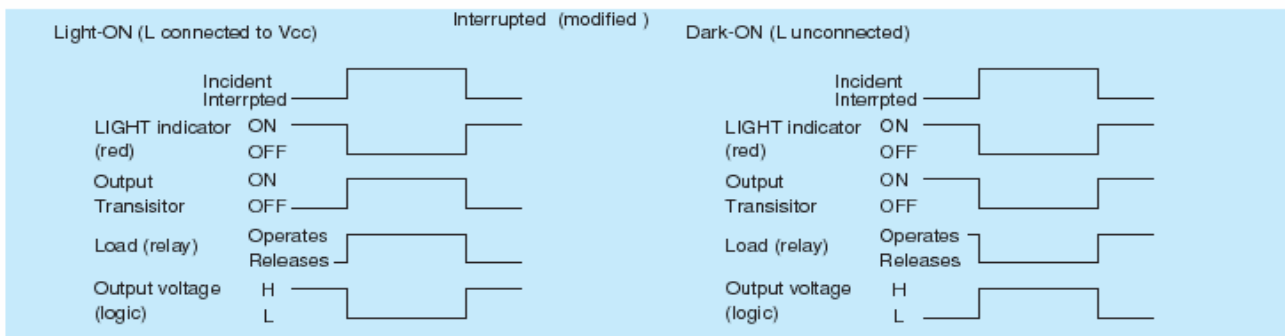 Interrupted (modified )
Light-ON (L connected to Vcc)
Incident
Interrpted
LIGHT indicator ON
(red) OFF
Output ON
Transisitor OFF
Load (relay) Operates
Releases
Output voltage H
(logic) L
Dark-ON (L unconnected)
Incident
Interrpted
LIGHT indicator ON
(red) OFF
Output ON
Transisitor OFF
Load (relay) Operates
Releases
Output voltage H
(logic) L